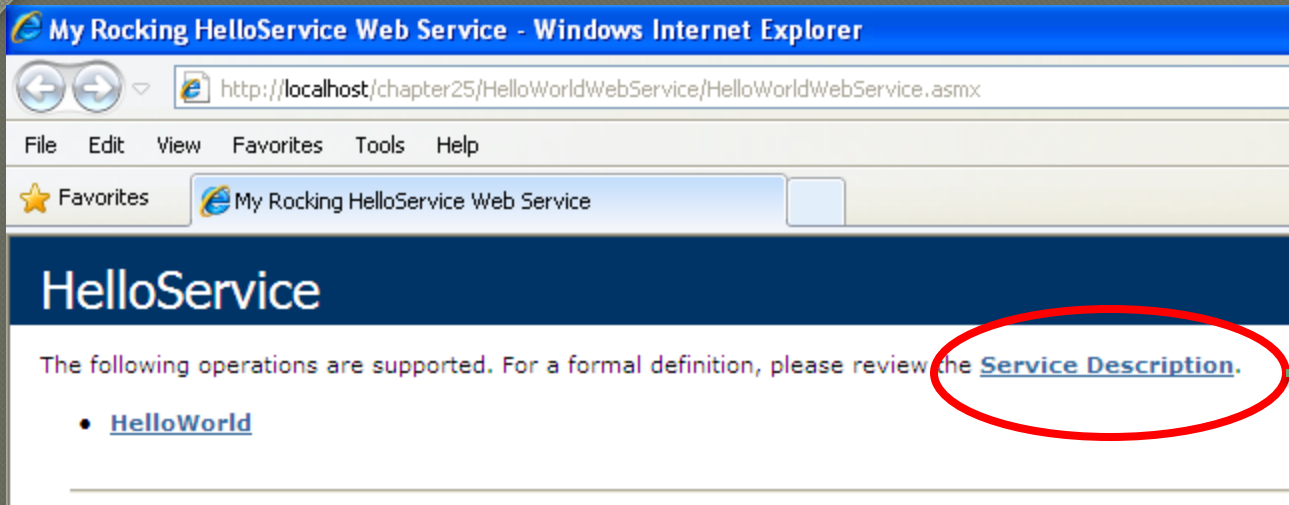 My Rocking HelloService Web Service - Windows Internet Explorer
http://localhost/chapter25/HelloWorldWebService/HelloWorldWebService.asmx
File Edit View Favorites Tools Help
Favorites My Rocking HelloService Web Service
HelloService
The following operations are supported. For a formal definition, please review the Service Description.
• HelloWorld